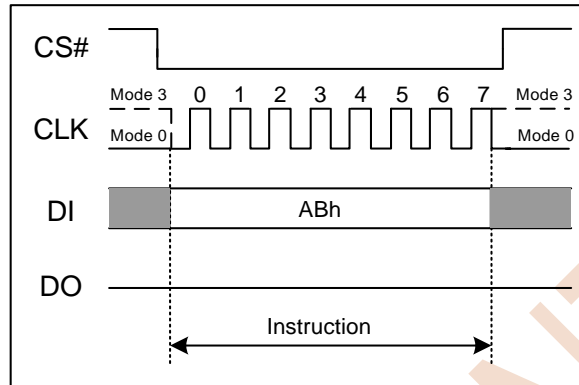 CS#
Mode 3 0 1 2 3 4 5 6 7 Mode 3
CLK
Mode 0 Mode 0
DI ABh
DO
Instruction